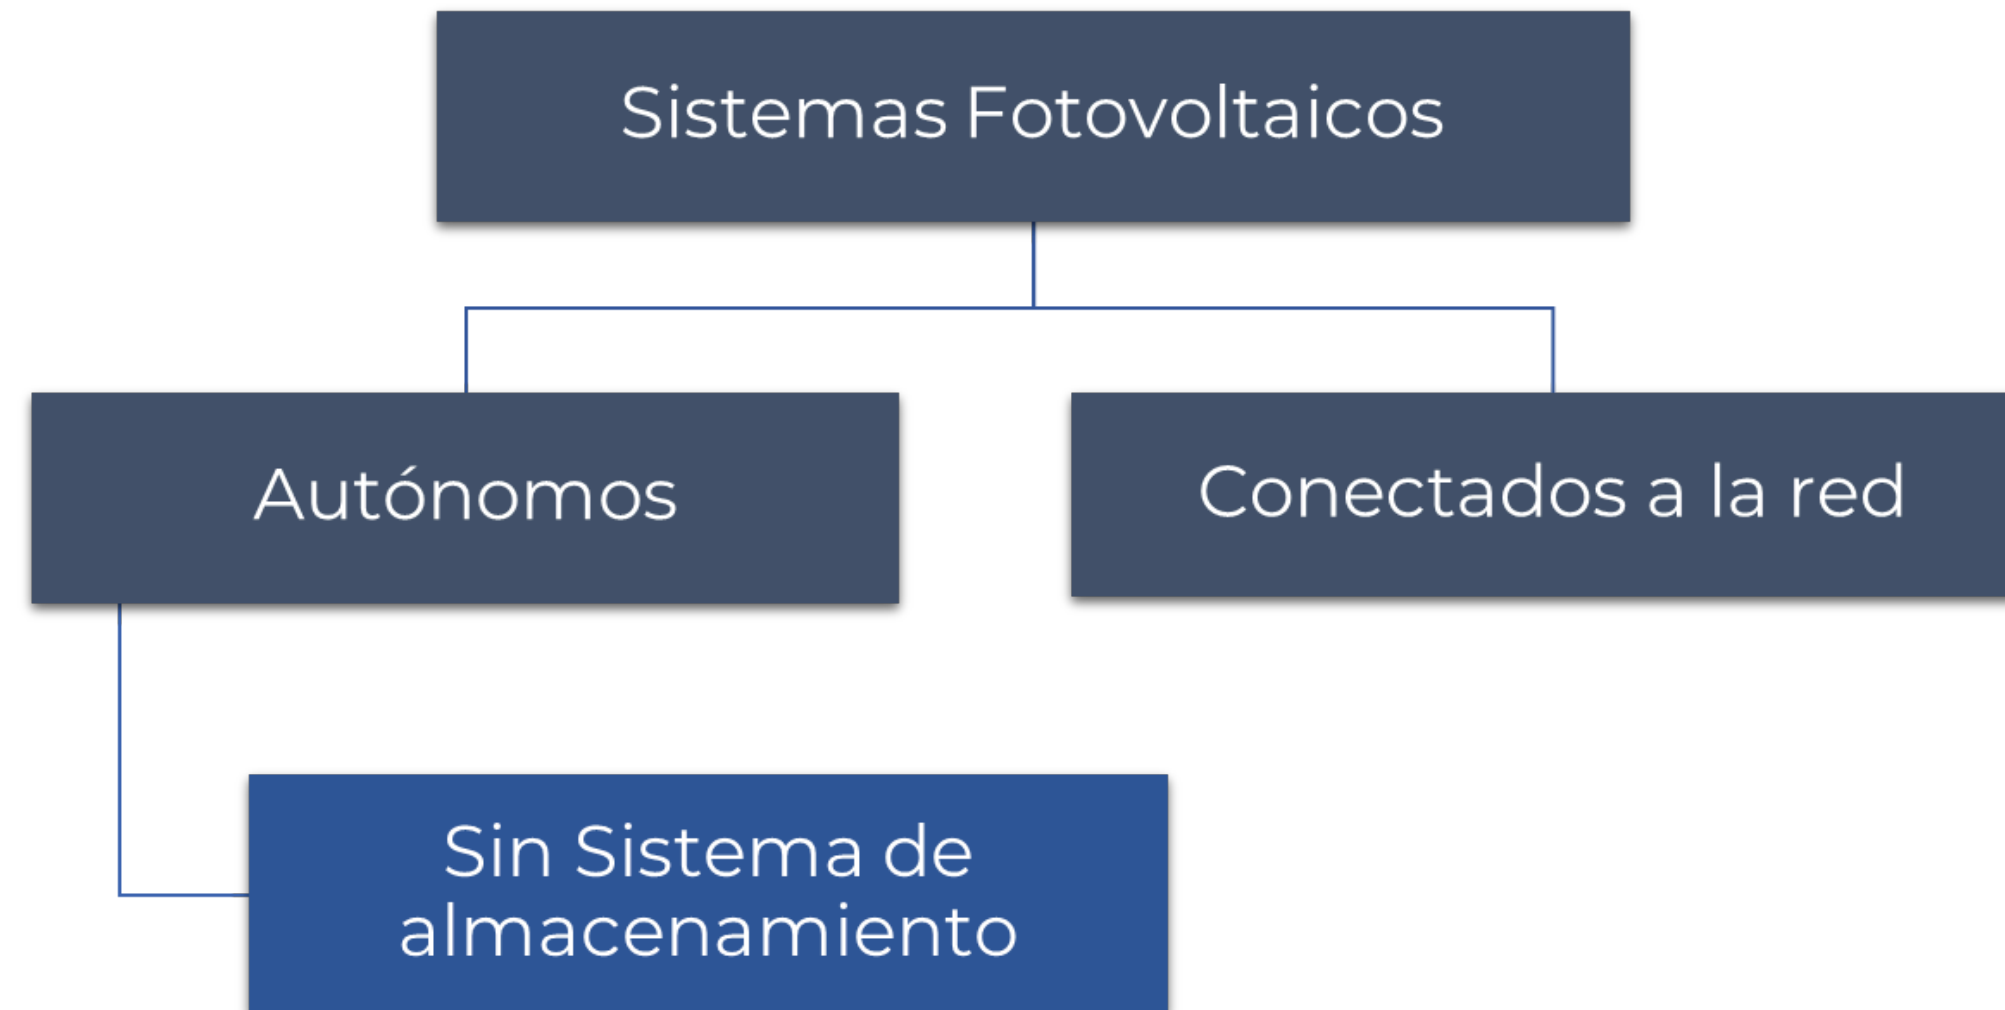 Sistemas Fotovoltaicos
Autónomos
Conectados a la red
Sin Sistema de
almacenamiento